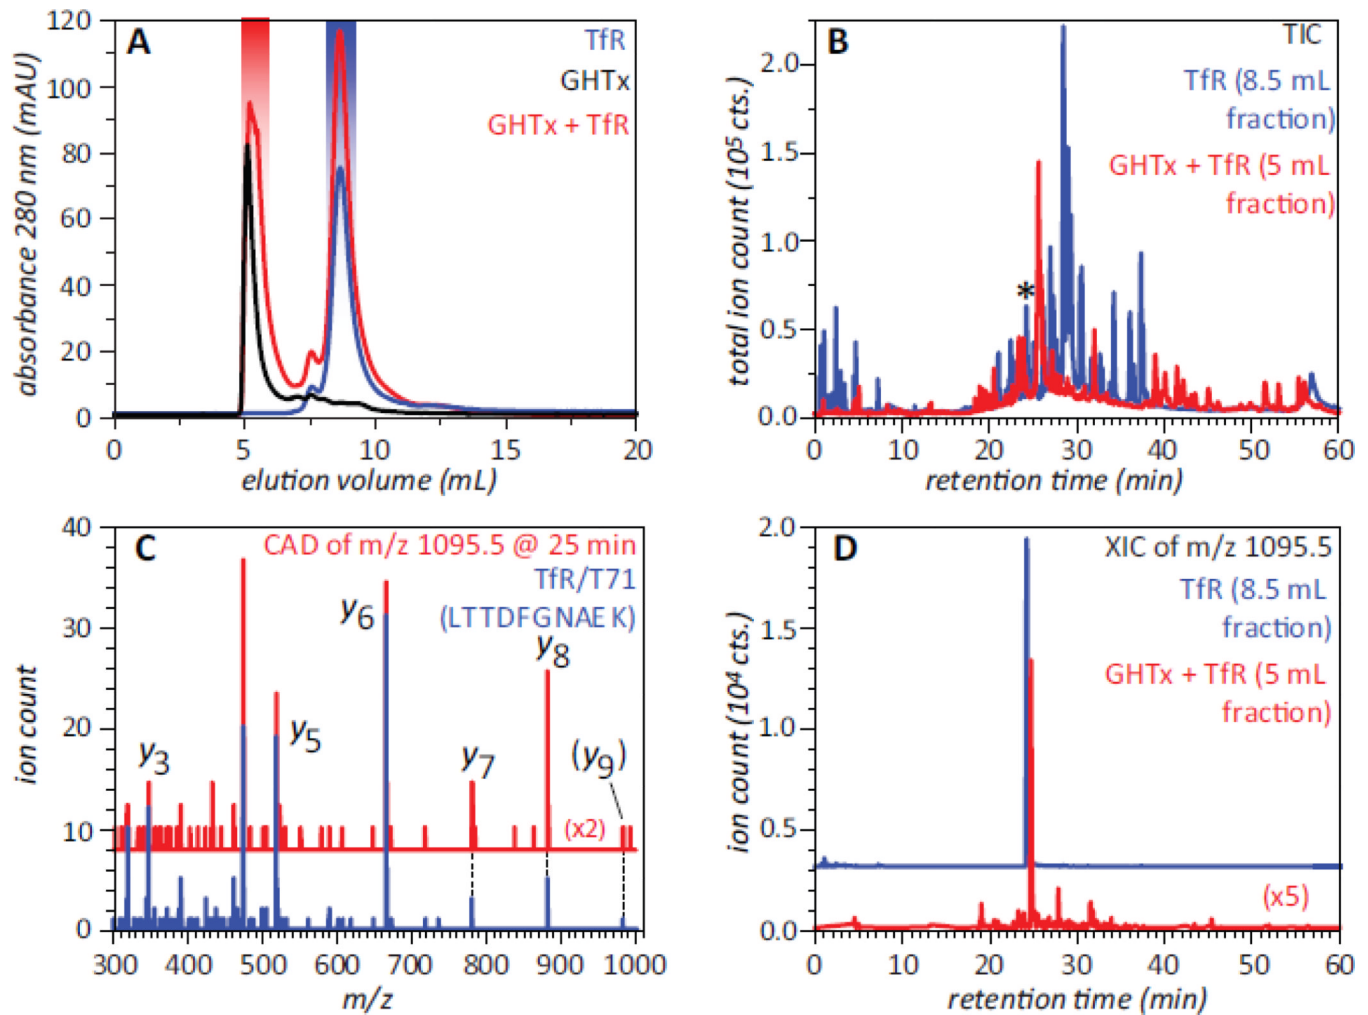 A
TfR
GHTx
GHTx + TfR
absorbance 280 nm (mAU)
120
100
80
60
40
20
0
0
5
10
15
20
elution volume (mL)
B
TIC
TfR (8.5 mL
fraction)
GHTx + TfR (5 mL
fraction)
*
total ion count (10⁵ cts.)
2.0
1.5
1.0
0.5
0.0
0
10
20
30
40
50
60
retention time (min)
C
CAD of m/z 1095.5 @ 25 min
TfR/T71
(LTTDFGNAEK)
y6
y8
y5
y3
y7
(y9)
(x2)
ion count
40
30
20
10
0
300
400
500
600
700
800
900
1000
m/z
D
XIC of m/z 1095.5
TfR (8.5 mL
fraction)
GHTx + TfR (5 mL
fraction)
(x5)
ion count (10⁴ cts.)
2.0
1.5
1.0
0.5
0.0
0
10
20
30
40
50
60
retention time (min)